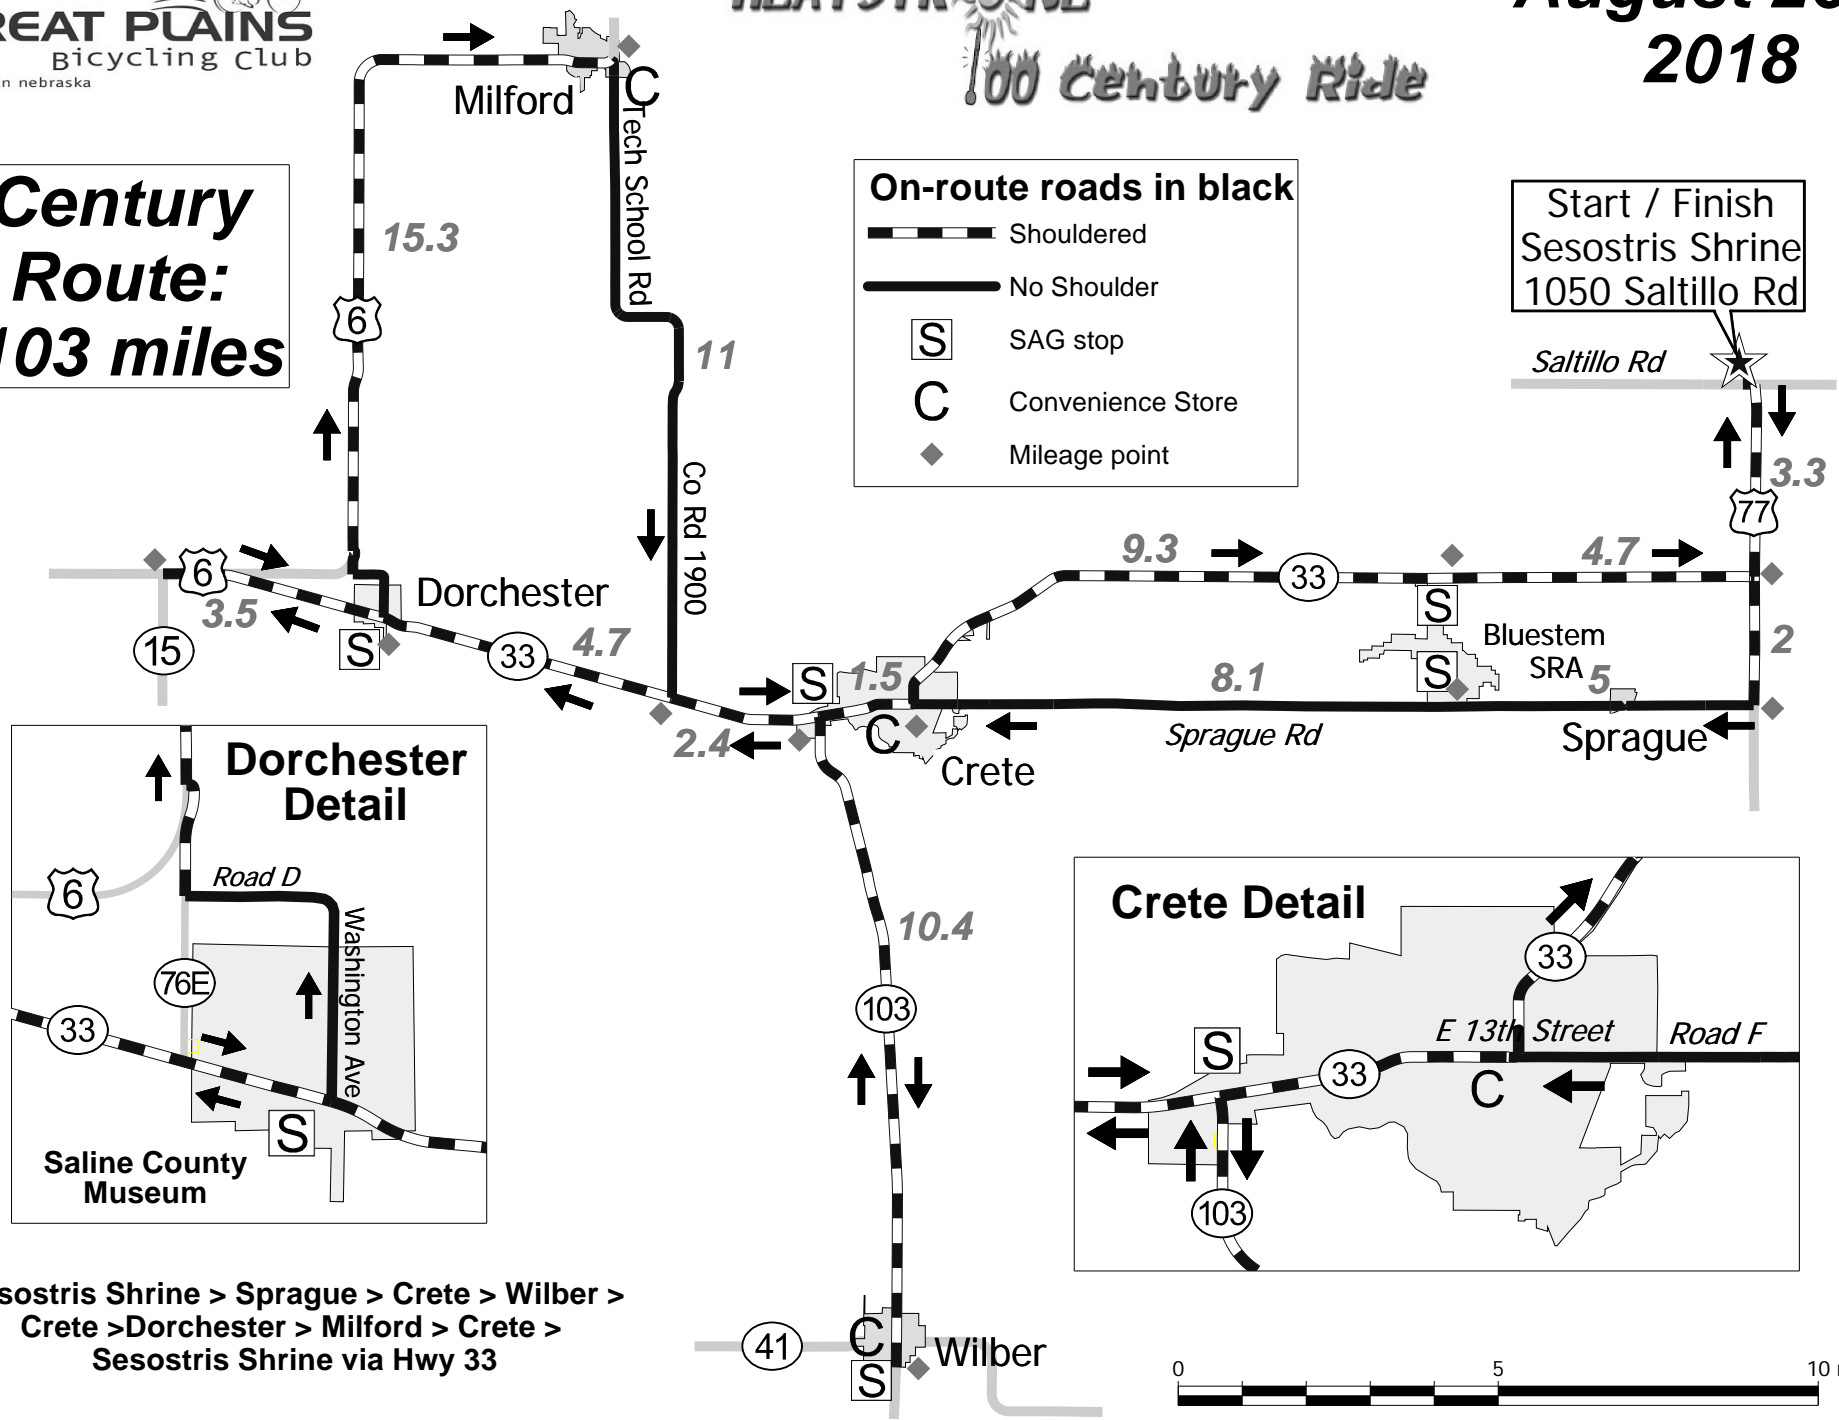 PLAINS
Bicycling Club
nebraska
Century Ride
2018
Century
Route:
103 miles
On-route roads in black
Shouldered
No Shoulder
S SAG stop
C Convenience Store
Mileage point
Start / Finish
Sesostris Shrine
1050 Saltillo Rd
Saltillo Rd
3.3
77
2
Milford
C
Tech School Rd
15.3
6
11
Co Rd 1900
6
3.5
15
Dorchester
S
33
4.7
2.4
S
1.5
C
Crete
9.3
33
4.7
S
S
Bluestem
SRA
5
8.1
Sprague Rd
Sprague
10.4
103
C
S
Wilber
41
Dorchester
Detail
6
Road D
Washington Ave
76E
33
S
Saline County
Museum
Crete Detail
33
E 13th Street
Road F
S
33
C
103
Shrine > Sprague > Crete > Wilber >
Crete >Dorchester > Milford > Crete >
Sesostris Shrine via Hwy 33
0
5
10